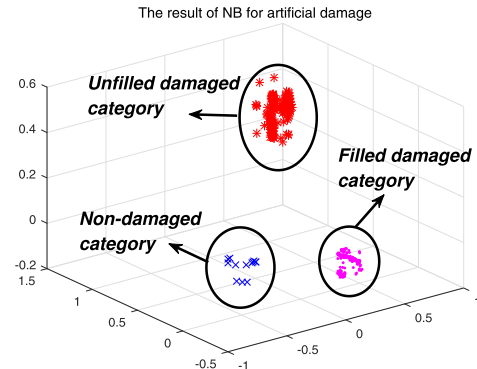 The result of NB for artificial damage
Unfilled damaged
category
Filled damaged
category
Non-damaged
category
0.6
0.4
0.2
0
-0.2
1.5
1
0.5
0
-0.5
-1
-0.5
0
0.5